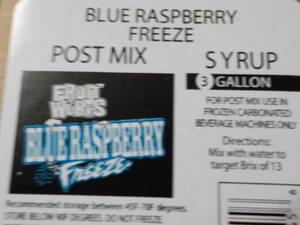 BLUE RASPBERRY
FREEZE
POST MIX
SYRUP
3 GALLON
FRUIT
WORKS
BLUE RASPBERRY
Freeze
FOR POST MIX USE IN
FROZEN CARBONATED
BEVERAGE MACHINES ONLY
Directions:
Mix with water to
target Brix of 13
Recommended storage between 45F-70F degrees.
STORE BELOW 90F DEGREES. DO NOT FREEZE.